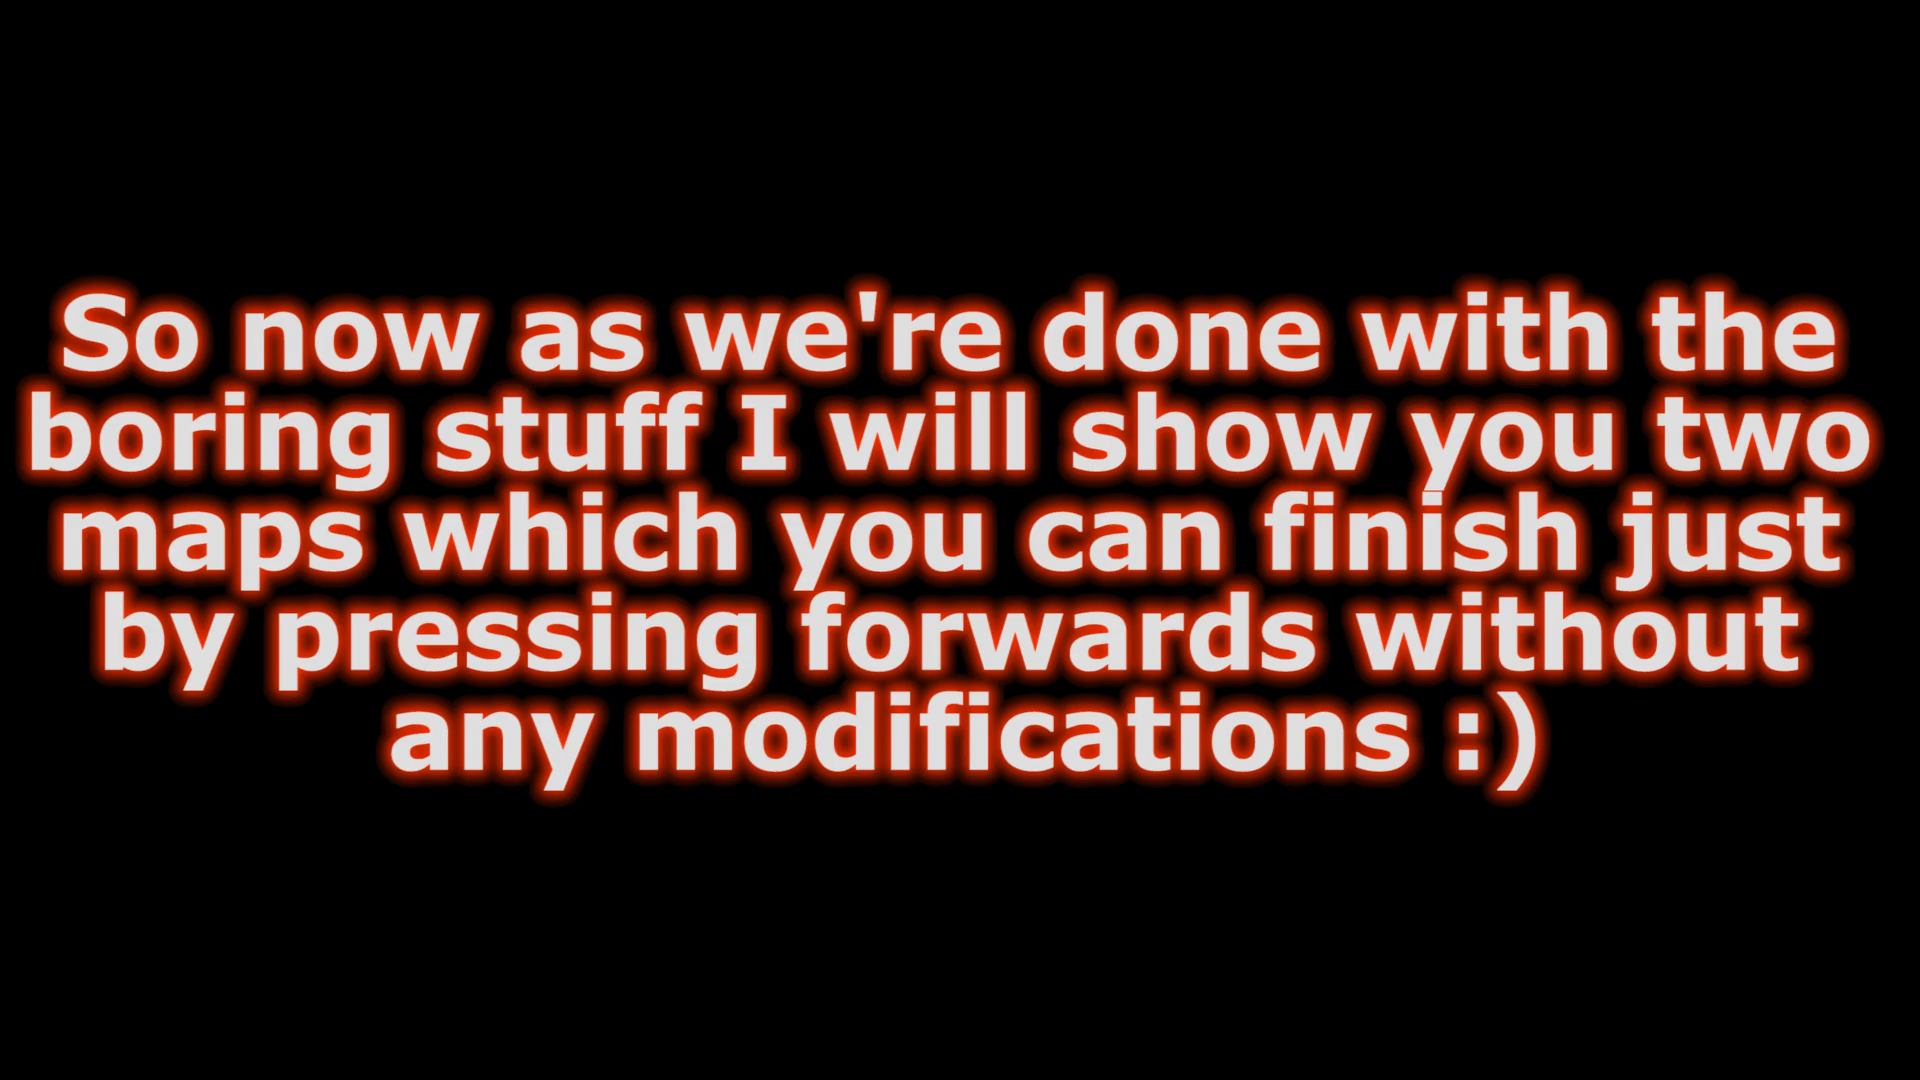 So now as we're done with the
boring stuff I will show you two
maps which you can finish just
by pressing forwards without
any modifications :)